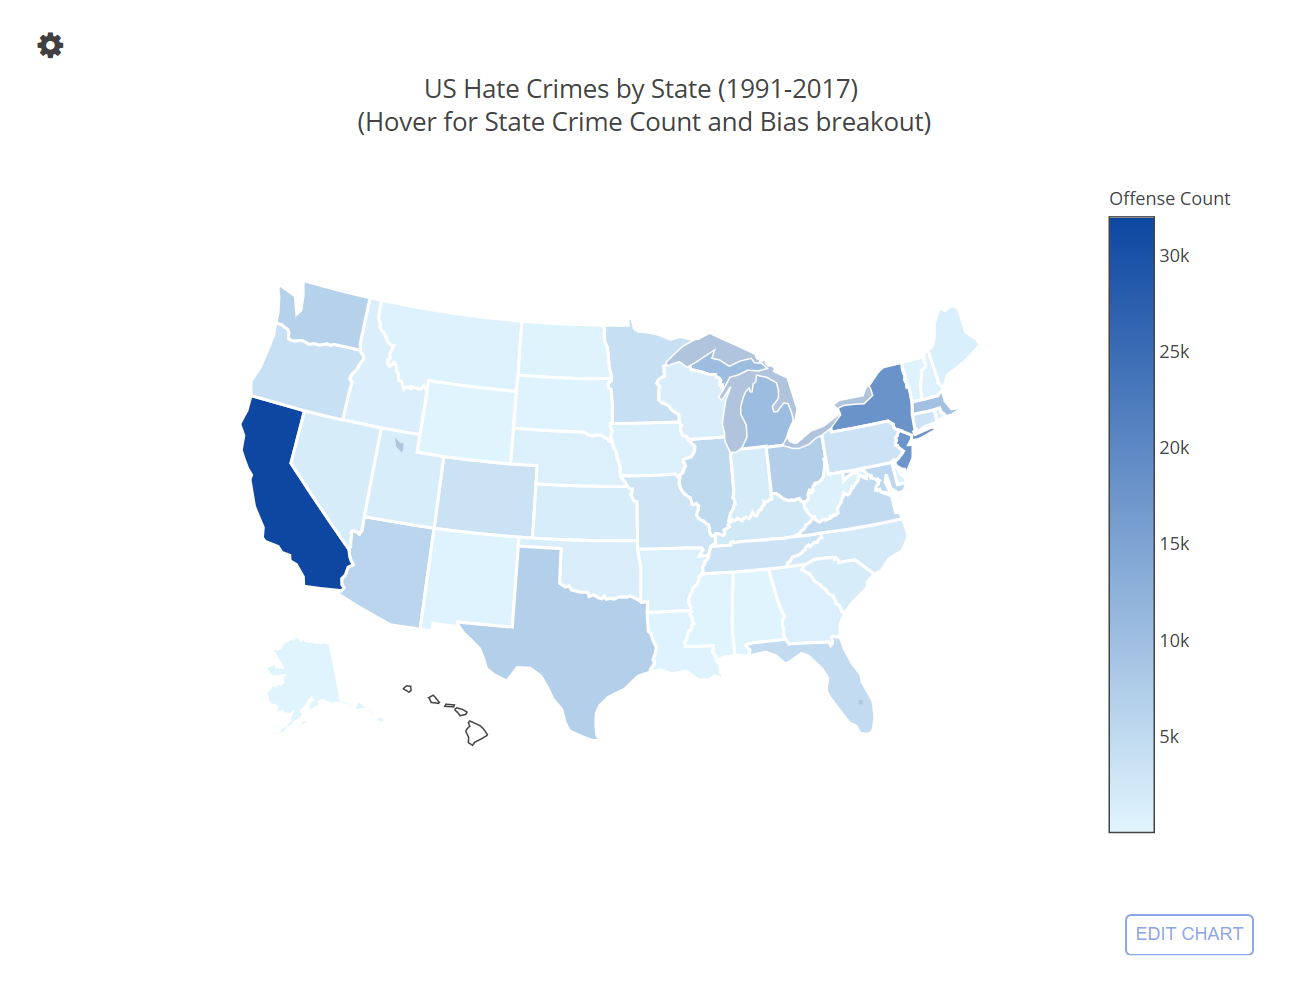 US Hate Crimes by State (1991-2017)
(Hover for State Crime Count and Bias breakout)
Offense Count
30k
25k
20k
15k
10k
5k
EDIT CHART